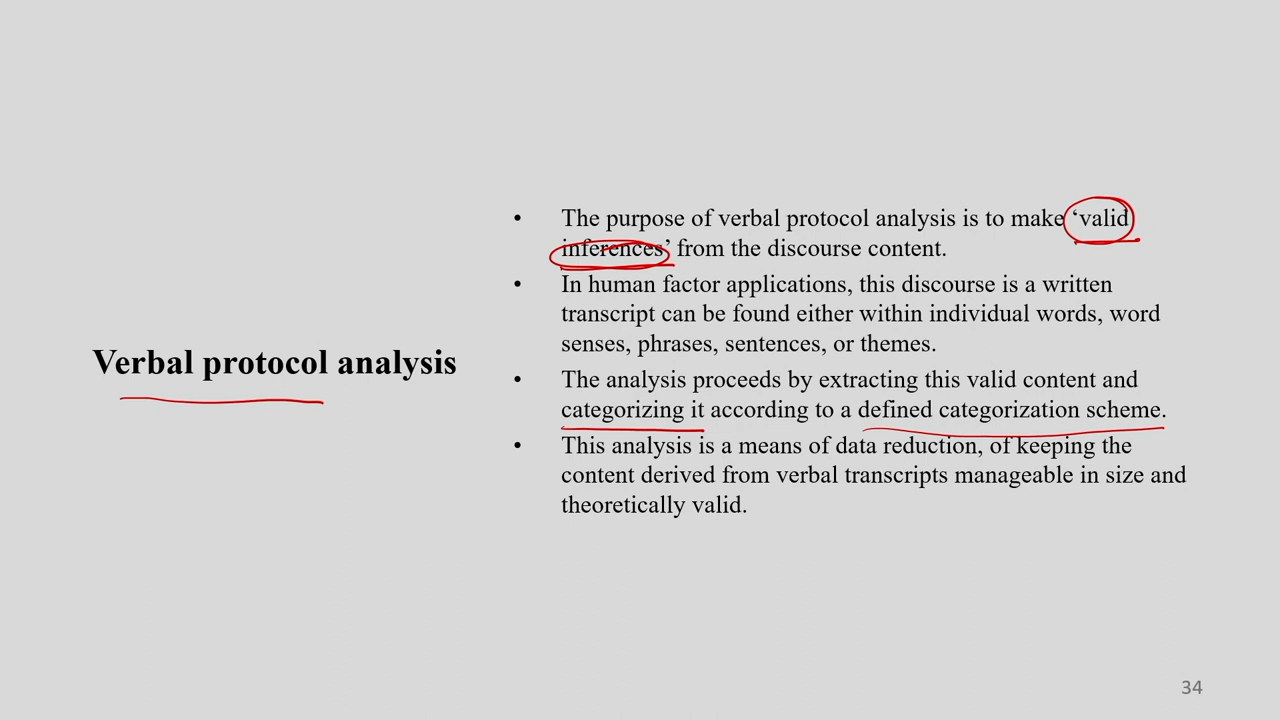 Verbal protocol analysis
• The purpose of verbal protocol analysis is to make ‘valid
inferences’ from the discourse content.
• In human factor applications, this discourse is a written
transcript can be found either within individual words, word
senses, phrases, sentences, or themes.
• The analysis proceeds by extracting this valid content and
categorizing it according to a defined categorization scheme.
• This analysis is a means of data reduction, of keeping the
content derived from verbal transcripts manageable in size and
theoretically valid.
34